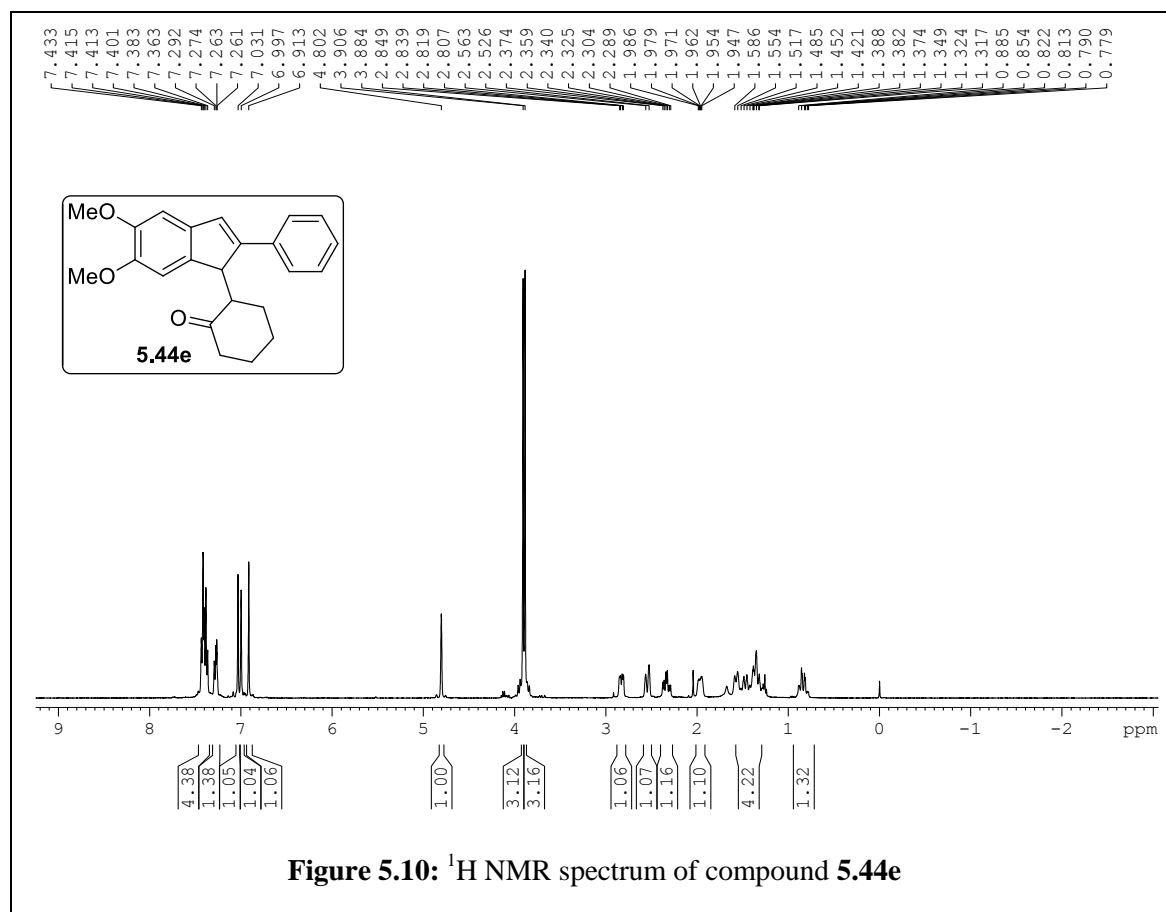 7.433 7.415 7.413 7.401 7.383 7.363 7.292 7.274 7.263 7.261 7.031 6.997 6.913 4.802 3.906 3.884 2.849 2.839 2.819 2.807 2.563 2.526 2.374 2.359 2.340 2.325 2.304 2.289 1.986 1.979 1.971 1.962 1.954 1.947 1.586 1.554 1.517 1.485 1.452 1.421 1.388 1.382 1.374 1.349 1.324 1.317 0.885 0.854 0.822 0.813 0.790 0.779
MeO
MeO
O
5.44e
9 8 7 6 5 4 3 2 1 0 -1 -2 ppm
4.38 1.38 1.05 1.04 1.06 1.00 3.12 3.16 1.06 1.07 1.16 1.10 4.22 1.32
Figure 5.10: ¹H NMR spectrum of compound 5.44e